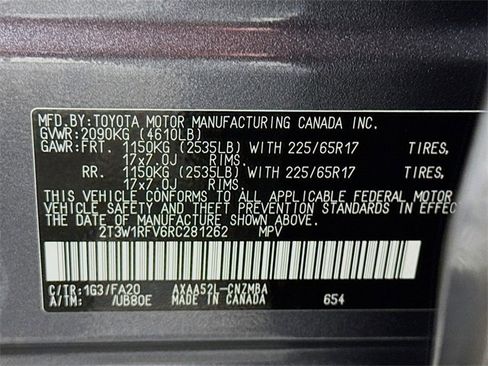 MFD.BY:TOYOTA MOTOR MANUFACTURING CANADA INC.
GVWR:2090KG (4610LB)
GAWR:FRT. 1150KG (2535LB) WITH 225/65R17 TIRES,
17x7.0J RIMS.
RR. 1150KG (2535LB) WITH 225/65R17 TIRES,
17x7.0J RIMS.
THIS VEHICLE CONFORMS TO ALL APPLICABLE FEDERAL MOTOR
VEHICLE SAFETY AND THEFT PREVENTION STANDARDS IN EFFE
ON THE DATE OF MANUFACTURE SHOWN ABOVE.
2T3W1RFV6RC281262 MPV
C/TR:1G3/FA20 AXAA52L-CNZMBA
A/TM: /UB80E MADE IN CANADA 654